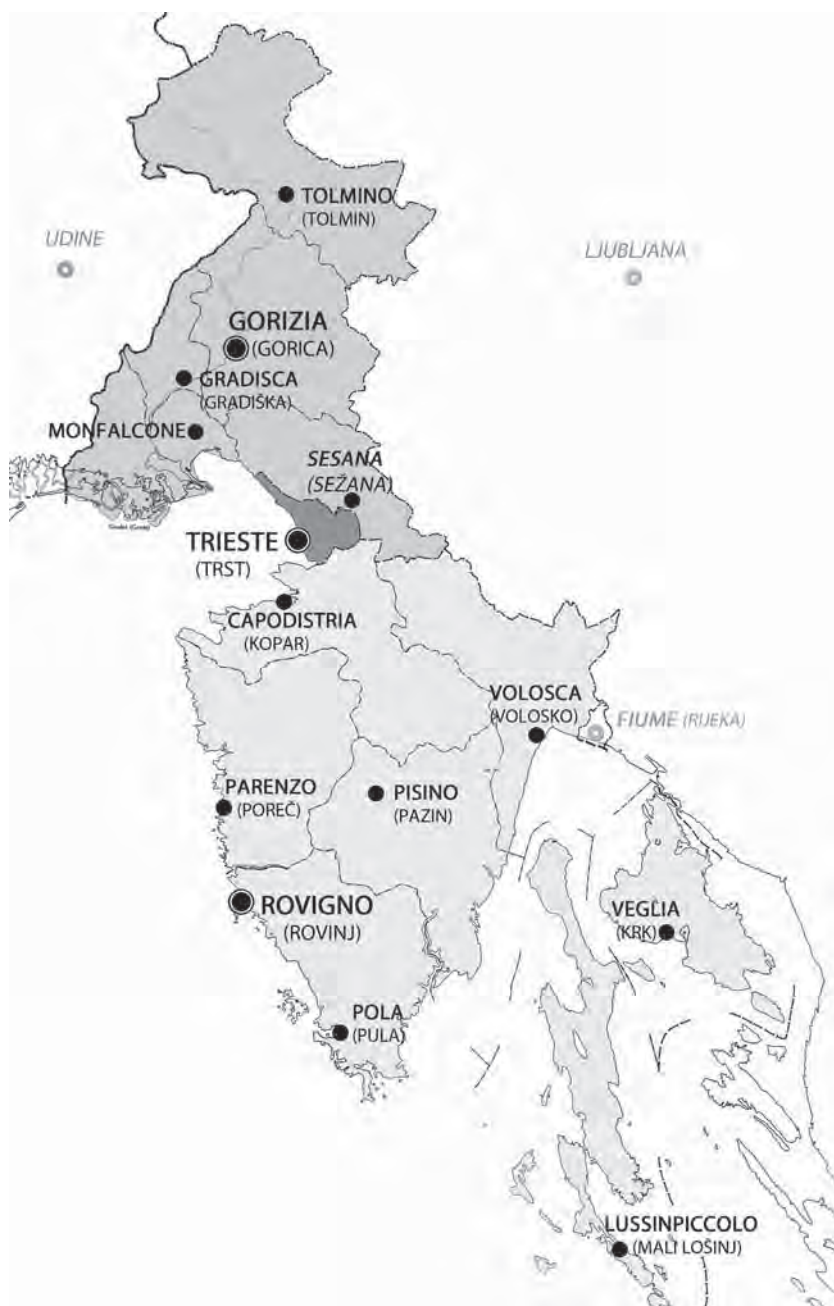 TOLMINO
(TOLMIN)
UDINE
LJUBLJANA
GORIZIA
(GORICA)
GRADISCA
(GRADIŠKA)
MONFALCONE
SESANA
(SEŽANA)
TRIESTE
(TRST)
CAPODISTRIA
(KOPAR)
VOLOSCA
(VOLOSKO)
FIUME (RIJEKA)
PARENZO
(POREČ)
PISINO
(PAZIN)
ROVIGNO
(ROVINJ)
VEGLIA
(KRK)
POLA
(PULA)
LUSSINPICCOLO
(MALI LOŠINJ)